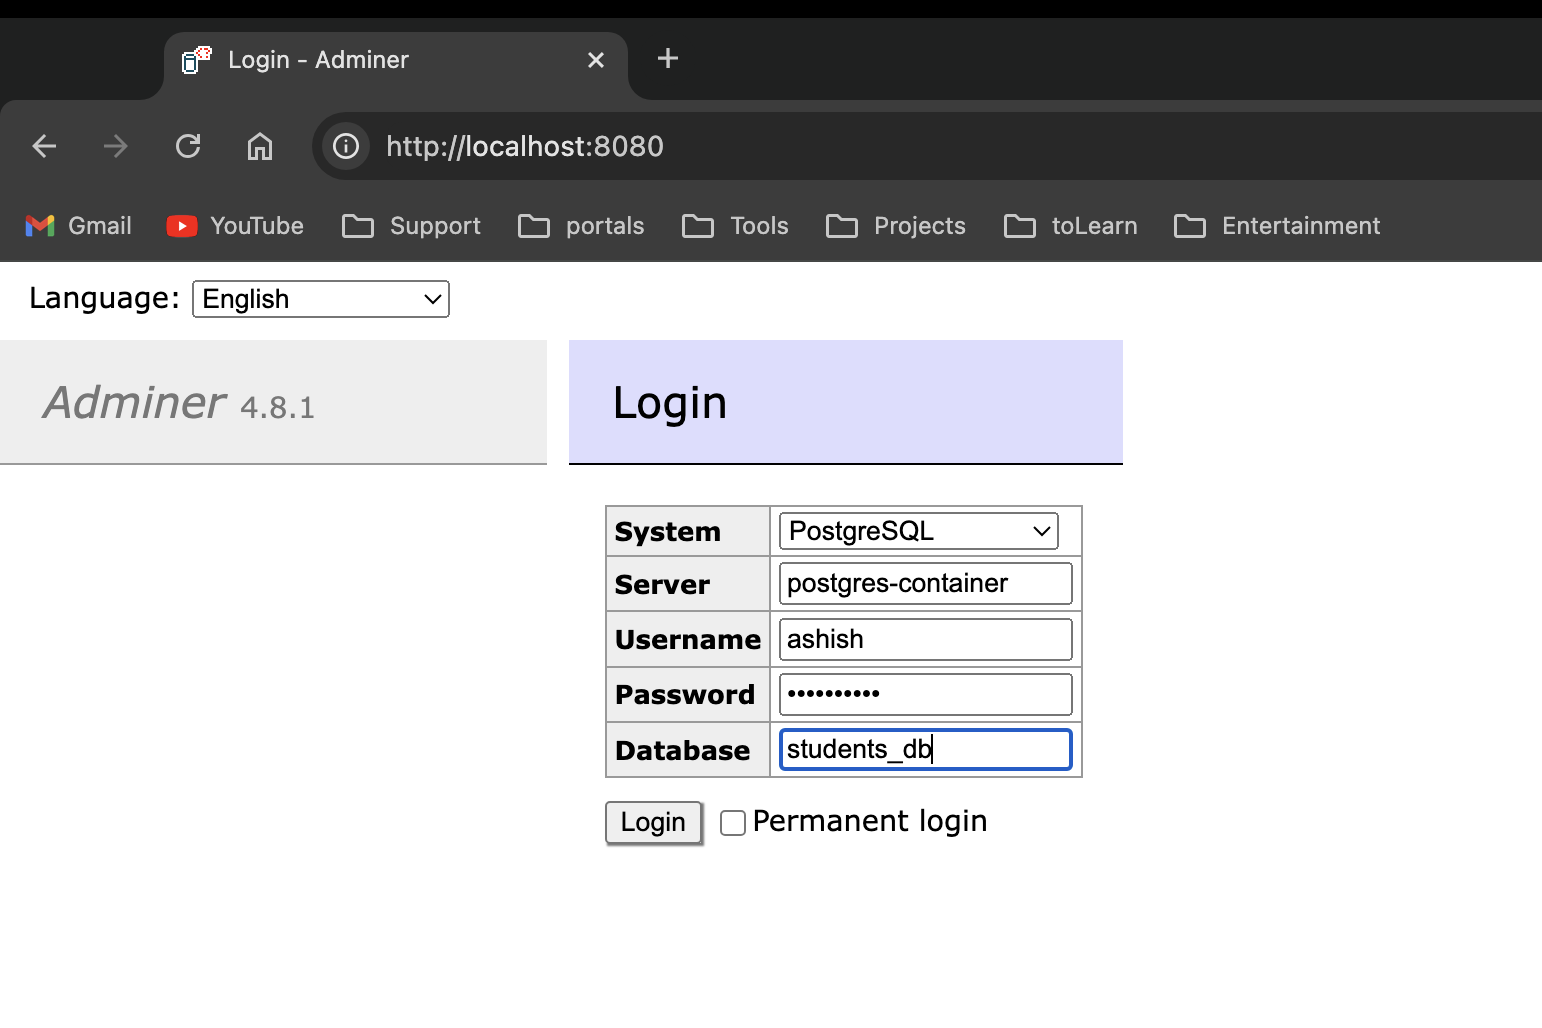 Login - Adminer
http://localhost:8080
Gmail YouTube Support portals Tools Projects toLearn Entertainment
Language: English
Adminer 4.8.1
Login
System PostgreSQL
Server postgres-container
Username ashish
Password ••••••••••
Database students_db
Login Permanent login